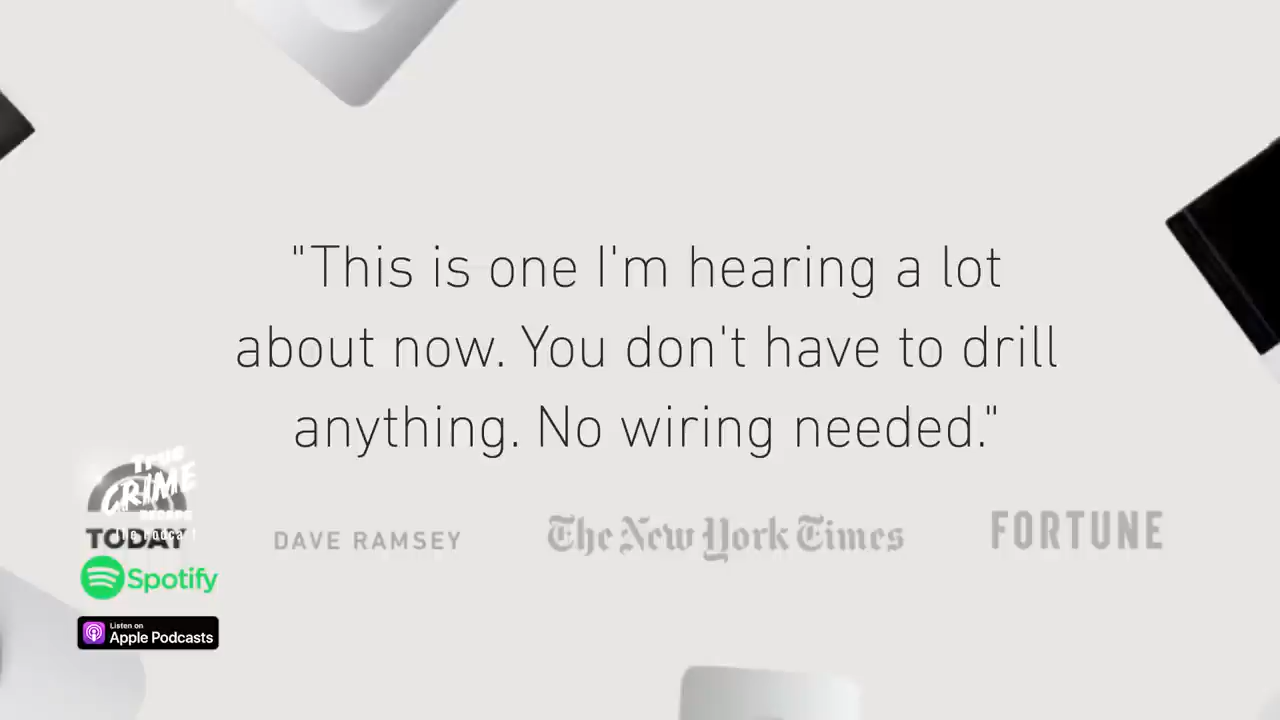 "This is one I'm hearing a lot
about now. You don't have to drill
anything. No wiring needed."
True
CRIME
TODAY
DAVE RAMSEY
The New York Times
FORTUNE
Spotify
Listen on
Apple Podcasts